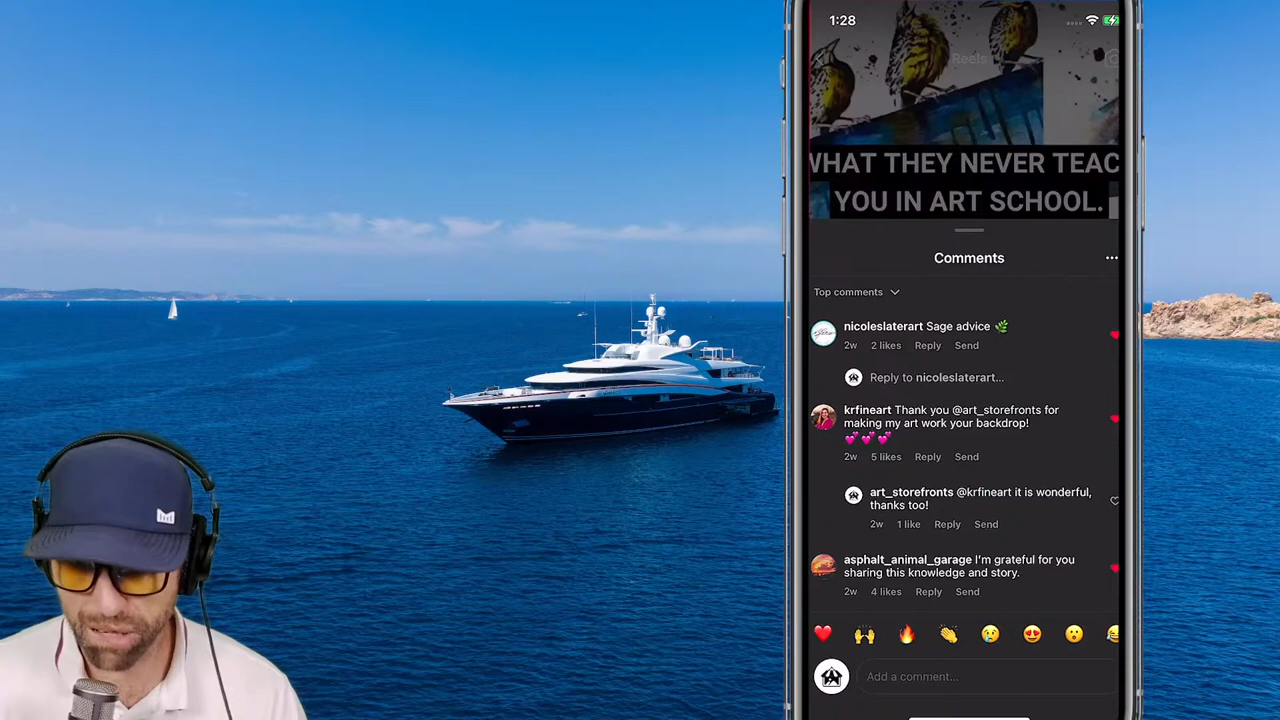 1:28
Reels
WHAT THEY NEVER TEAC
YOU IN ART SCHOOL.
Comments
Top comments
nicoleslaterart Sage advice 🌿
2w 2 likes Reply Send
Reply to nicoleslaterart...
krfineart Thank you @art_storefronts for
making my art work your backdrop!
💕💕💕
2w 5 likes Reply Send
art_storefronts @krfineart it is wonderful,
thanks too!
2w 1 like Reply Send
asphalt_animal_garage I'm grateful for you
sharing this knowledge and story.
2w 4 likes Reply Send
Add a comment...